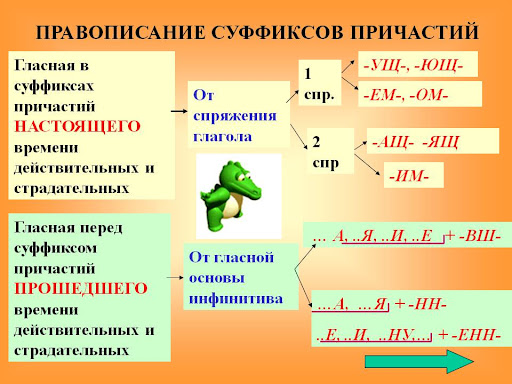 ПРАВОПИСАНИЕ СУФФИКСОВ ПРИЧАСТИЙ
Гласная в
суффиксах
причастий
НАСТОЯЩЕГО
времени
действительных и
страдательных
От
спряжения
глагола
1
спр.
-УЩ-, -ЮЩ-
-ЕМ-, -ОМ-
2
спр
-АЩ- -ЯЩ
-ИМ-
Гласная перед
суффиксом
причастий
ПРОШЕДШЕГО
времени
действительных и
страдательных
От гласной
основы
инфинитива
… А, ..Я, ..И, ..Е + -ВШ-
…А, …Я + -НН-
..Е, ..И, ..НУ.... + -ЕНН-